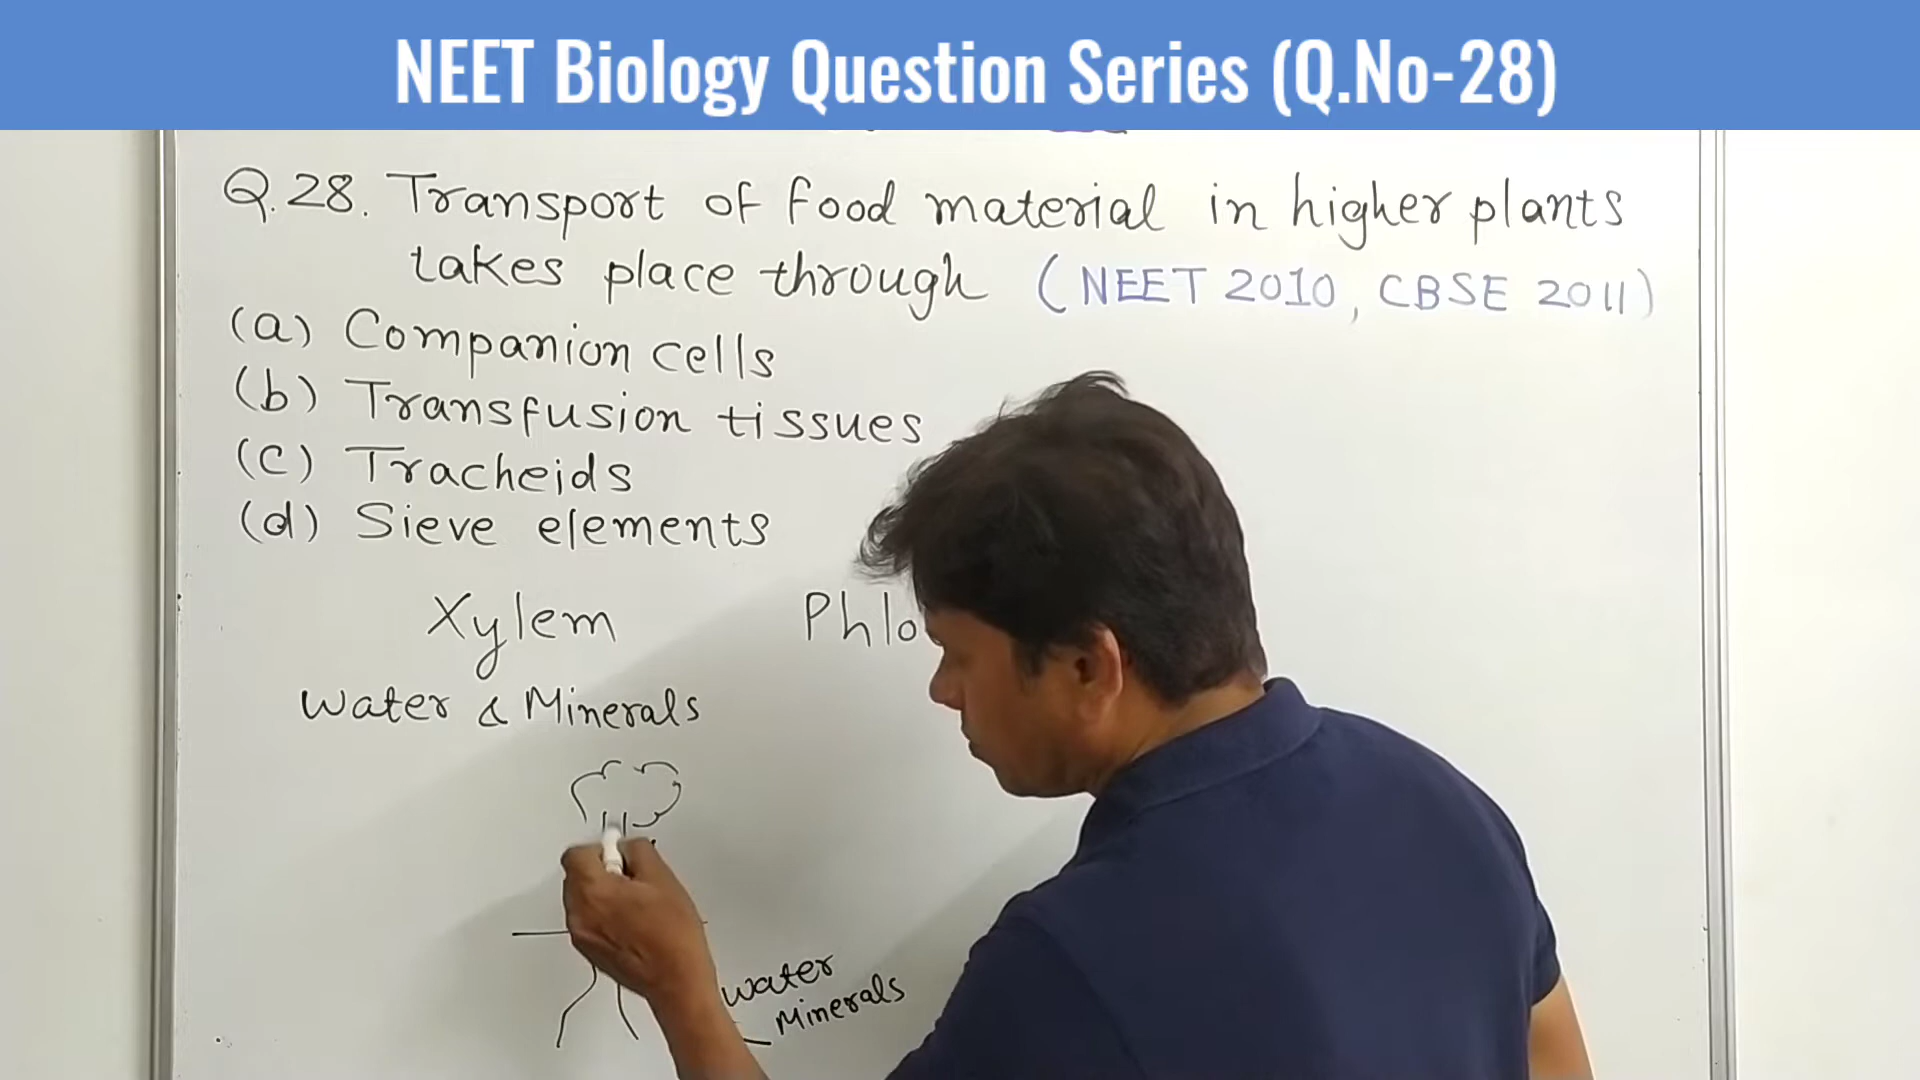 NEET Biology Question Series (Q.No-28)
Q.28. Transport of food material in higher plants
takes place through (NEET 2010, CBSE 2011)
(a) Companion cells
(b) Transfusion tissues
(c) Tracheids
(d) Sieve elements
Xylem Phlo
Water & Minerals
Water
Minerals